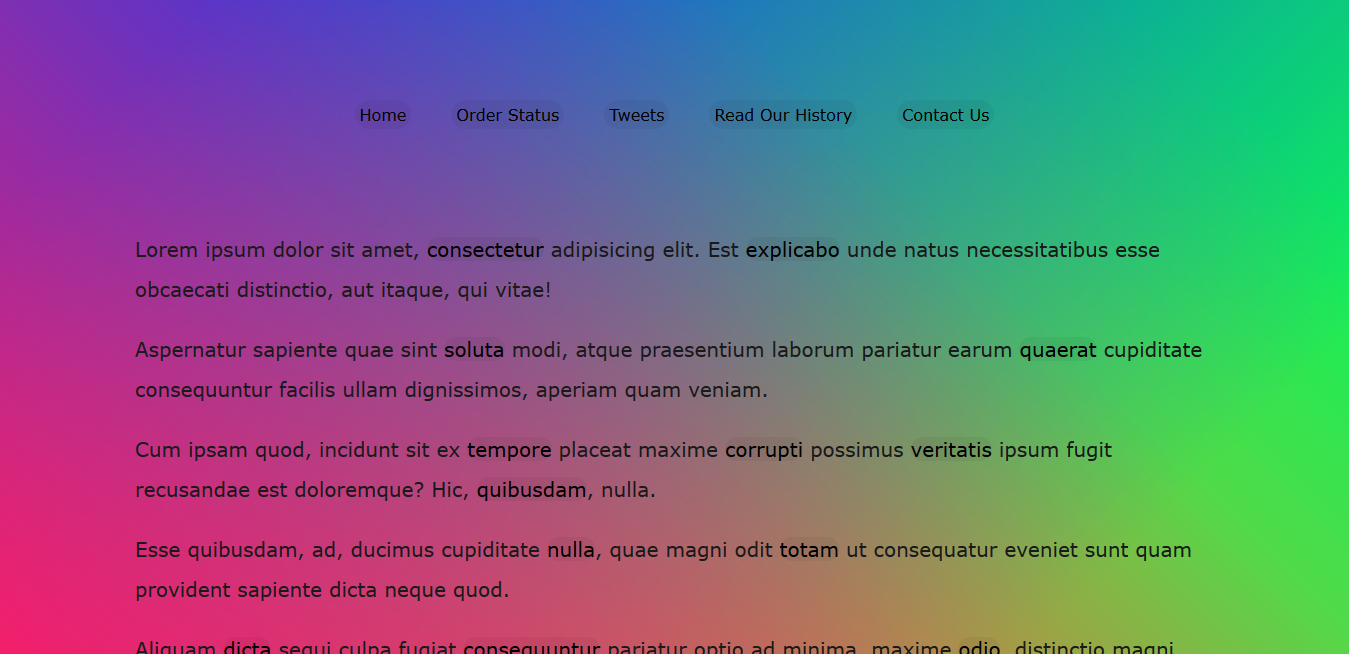 Home Order Status Tweets Read Our History Contact Us
Lorem ipsum dolor sit amet, consectetur adipisicing elit. Est explicabo unde natus necessitatibus esse
obcaecati distinctio, aut itaque, qui vitae!
Aspernatur sapiente quae sint soluta modi, atque praesentium laborum pariatur earum quaerat cupiditate
consequuntur facilis ullam dignissimos, aperiam quam veniam.
Cum ipsam quod, incidunt sit ex tempore placeat maxime corrupti possimus veritatis ipsum fugit
recusandae est doloremque? Hic, quibusdam, nulla.
Esse quibusdam, ad, ducimus cupiditate nulla, quae magni odit totam ut consequatur eveniet sunt quam
provident sapiente dicta neque quod.
Aliquam dicta sequi culpa fugiat consequuntur pariatur optio ad minima, maxime odio, distinctio magni